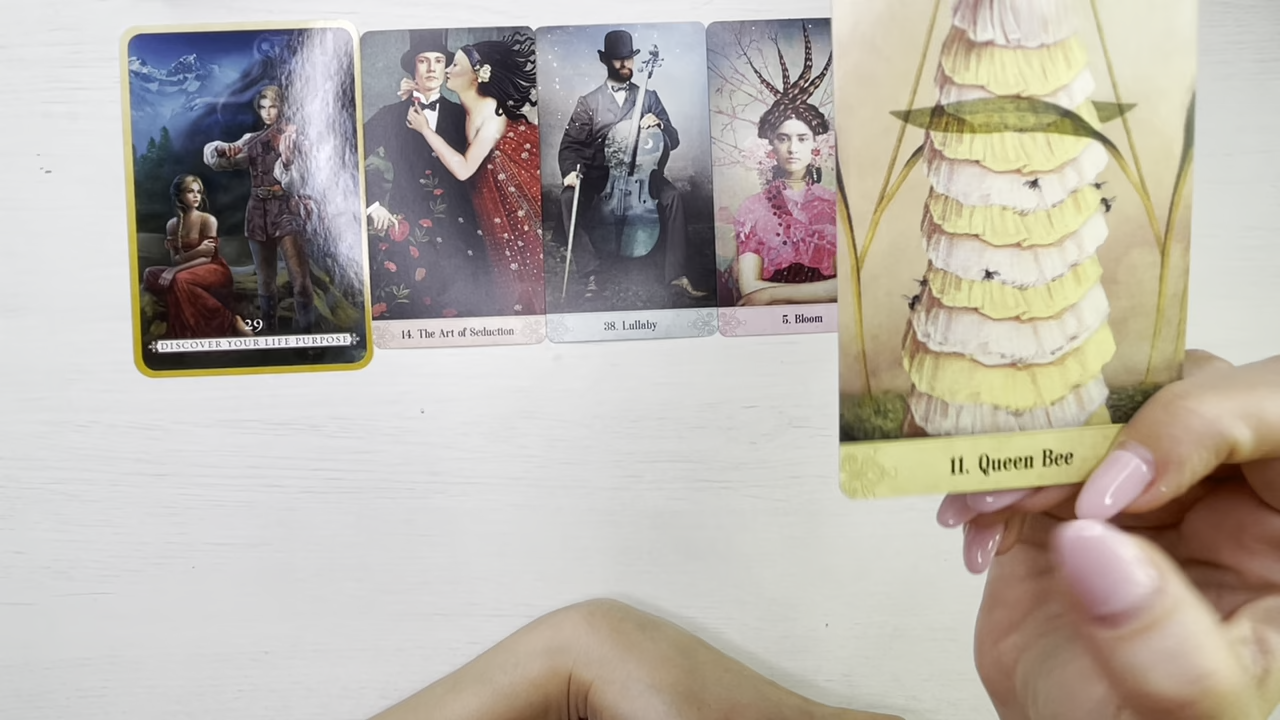 29
DISCOVER YOUR LIFE PURPOSE
14. The Art of Seduction
38. Lullaby
5. Bloom
11. Queen Bee